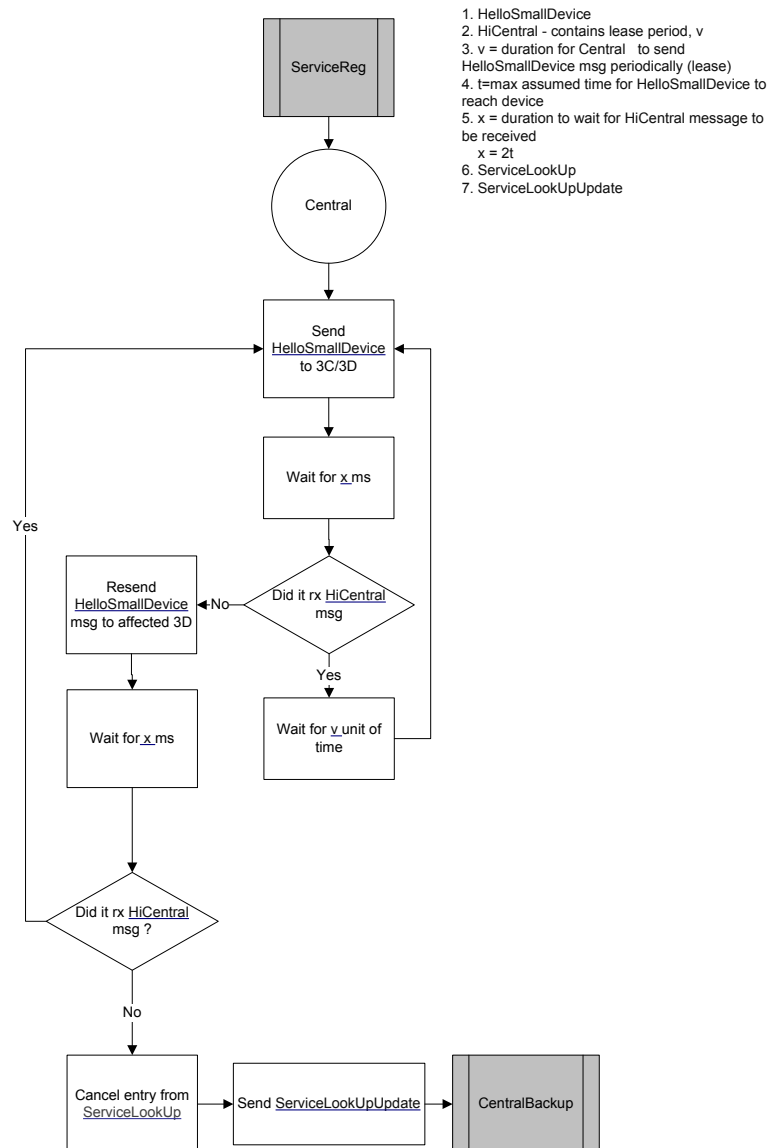 1. HelloSmallDevice
2. HiCentral - contains lease period, v
3. v = duration for Central to send
HelloSmallDevice msg periodically (lease)
4. t=max assumed time for HelloSmallDevice to
reach device
5. x = duration to wait for HiCentral message to
be received
x = 2t
6. ServiceLookUp
7. ServiceLookUpUpdate
ServiceReg
Central
Send
HelloSmallDevice
to 3C/3D
Wait for x ms
Did it rx HiCentral
msg
No
Resend
HelloSmallDevice
msg to affected 3D
Yes
Wait for v unit of
time
Wait for x ms
Did it rx HiCentral
msg ?
Yes
No
Cancel entry from
ServiceLookUp
Send ServiceLookUpUpdate
CentralBackup